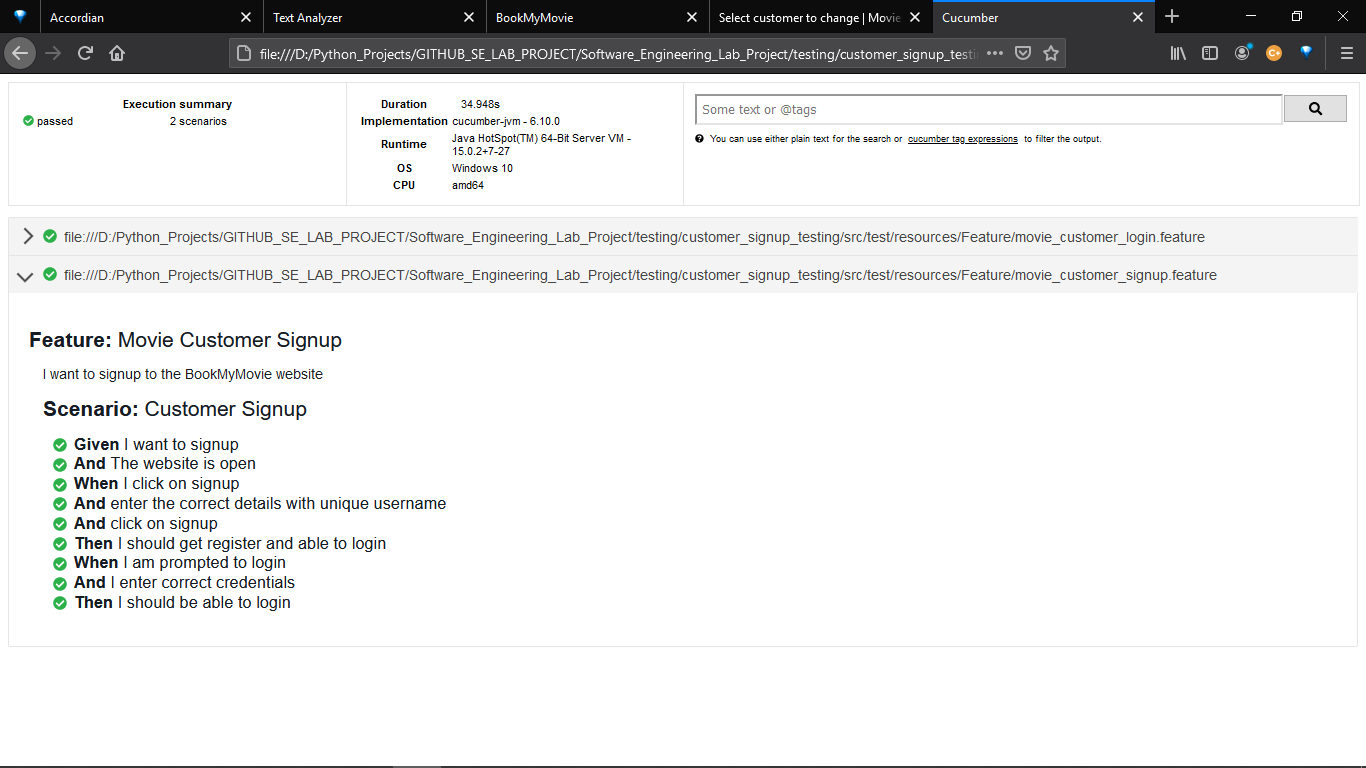 Accordian
Text Analyzer
BookMyMovie
Select customer to change | Movie
Cucumber
file:///D:/Python_Projects/GITHUB_SE_LAB_PROJECT/Software_Engineering_Lab_Project/testing/customer_signup_testi
Execution summary
passed 2 scenarios
Duration 34.948s
Implementation cucumber-jvm - 6.10.0
Runtime Java HotSpot(TM) 64-Bit Server VM -
15.0.2+7-27
OS Windows 10
CPU amd64
Some text or @tags
You can use either plain text for the search or cucumber tag expressions to filter the output.
file:///D:/Python_Projects/GITHUB_SE_LAB_PROJECT/Software_Engineering_Lab_Project/testing/customer_signup_testing/src/test/resources/Feature/movie_customer_login.feature
file:///D:/Python_Projects/GITHUB_SE_LAB_PROJECT/Software_Engineering_Lab_Project/testing/customer_signup_testing/src/test/resources/Feature/movie_customer_signup.feature
Feature: Movie Customer Signup
I want to signup to the BookMyMovie website
Scenario: Customer Signup
Given I want to signup
And The website is open
When I click on signup
And enter the correct details with unique username
And click on signup
Then I should get register and able to login
When I am prompted to login
And I enter correct credentials
Then I should be able to login